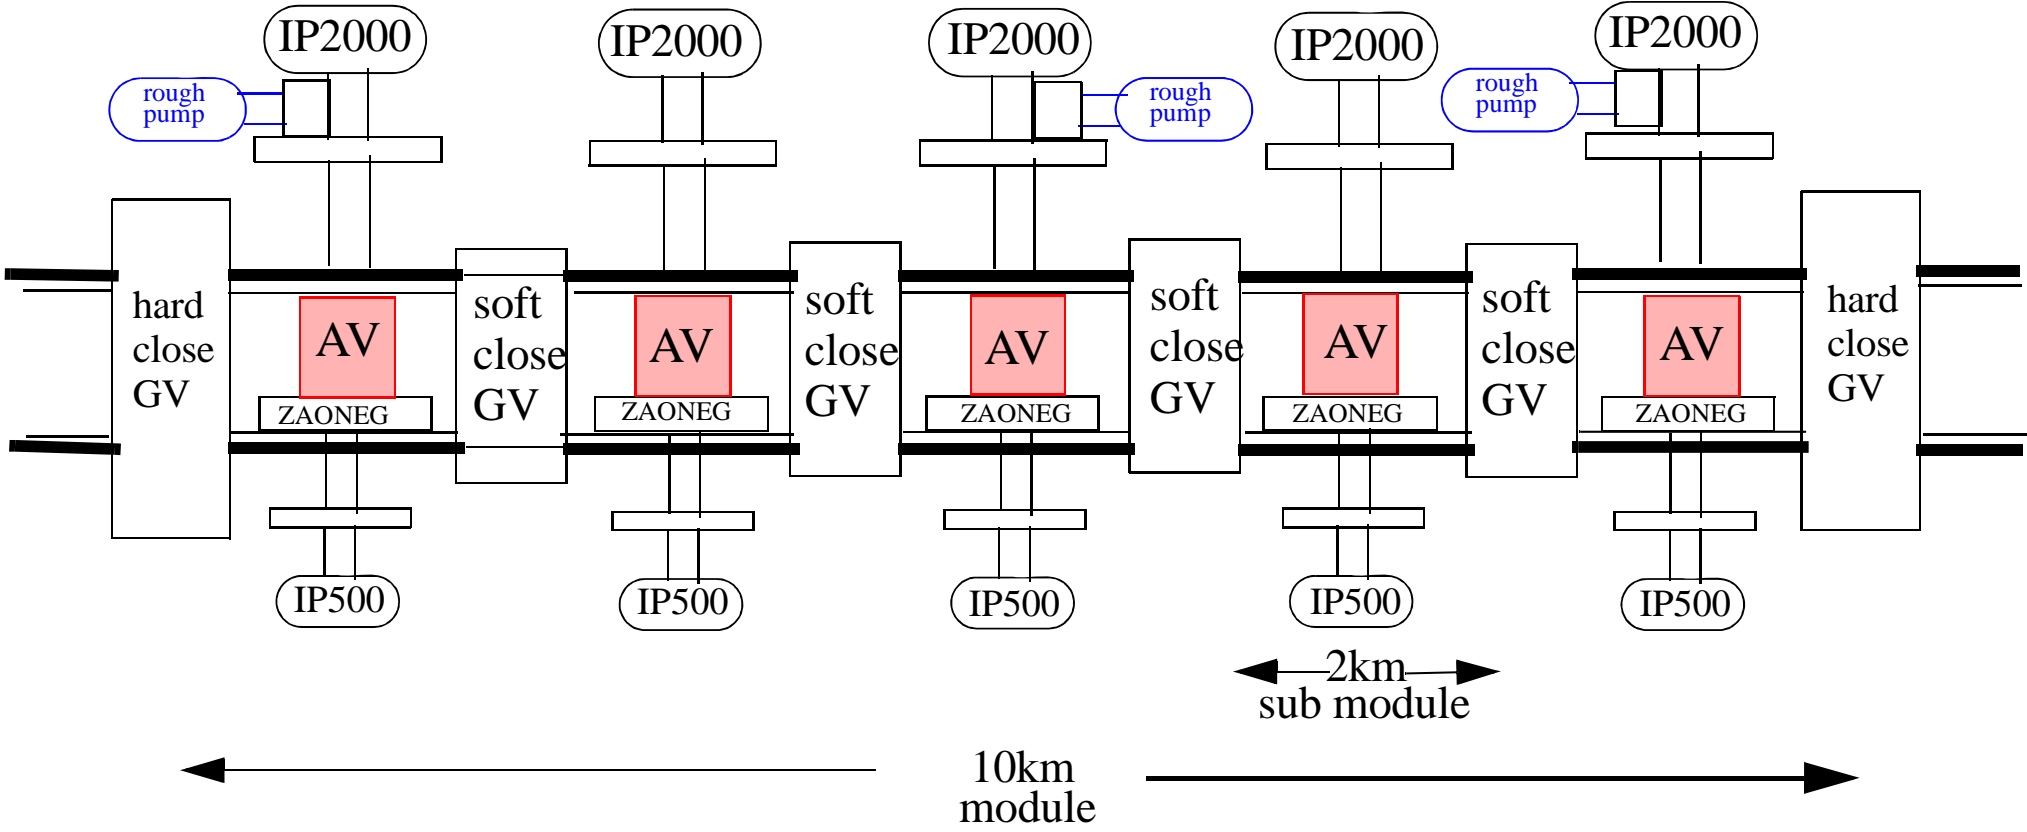 IP2000
IP2000
IP2000
IP2000
IP2000
rough
pump
rough
pump
rough
pump
hard
close
GV
AV
ZAONEG
soft
close
GV
AV
ZAONEG
soft
close
GV
AV
ZAONEG
soft
close
GV
AV
ZAONEG
soft
close
GV
AV
ZAONEG
hard
close
GV
IP500
IP500
IP500
IP500
IP500
2km
sub module
10km
module